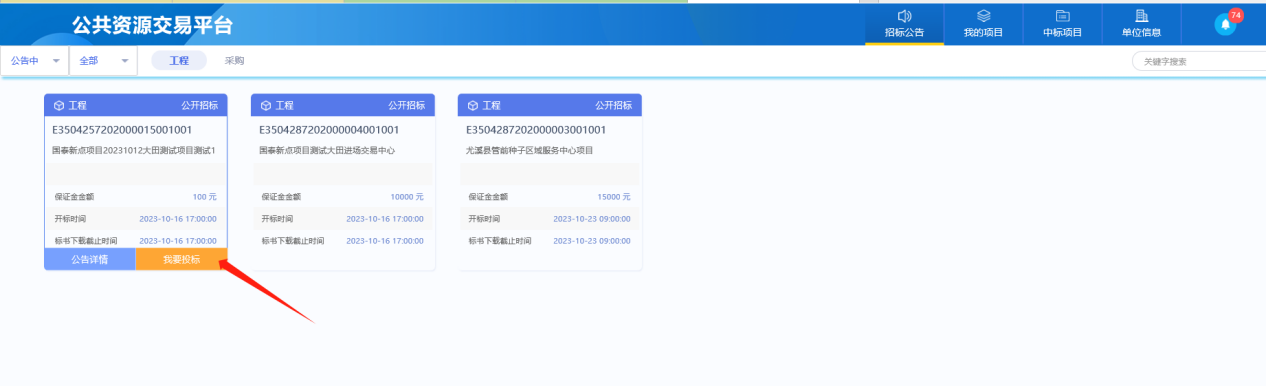 公共资源交易平台
招标公告
我的项目
中标项目
单位信息
74
公告中
全部
工程
采购
关键字搜索
工程 公开招标
E3504257202000015001001
国泰新点项目20231012大田测试项目测试1
保证金金额 100 元
开标时间 2023-10-16 17:00:00
标书下载截止时间 2023-10-16 17:00:00
公告详情 我要投标
工程 公开招标
E3504287202000004001001
国泰新点项目测试大田进场交易中心
保证金金额 10000 元
开标时间 2023-10-16 17:00:00
标书下载截止时间 2023-10-16 17:00:00
工程 公开招标
E3504287202000003001001
尤溪县管前种子区域服务中心项目
保证金金额 15000 元
开标时间 2023-10-23 09:00:00
标书下载截止时间 2023-10-23 09:00:00